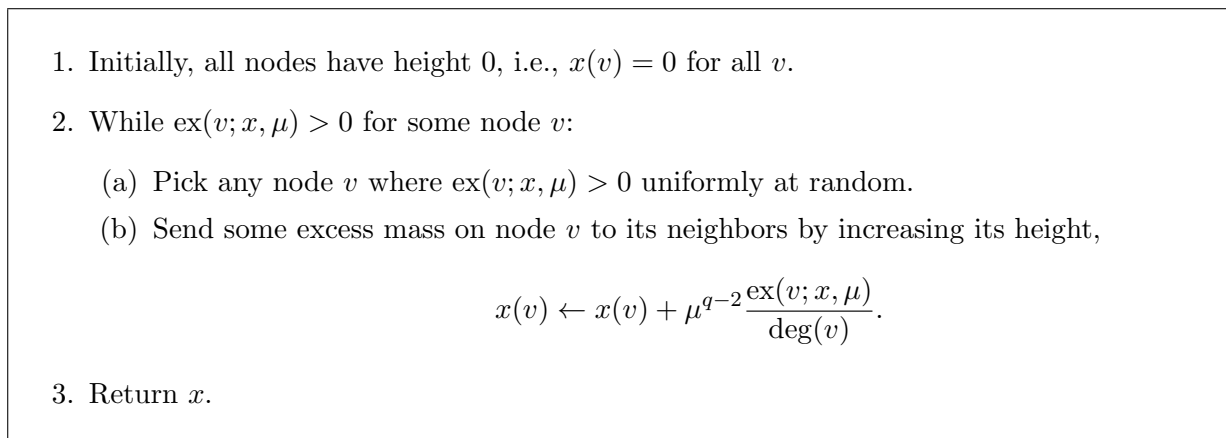 1. Initially, all nodes have height 0, i.e., x(v) = 0 for all v.
2. While ex(v; x, μ) > 0 for some node v:
(a) Pick any node v where ex(v; x, μ) > 0 uniformly at random.
(b) Send some excess mass on node v to its neighbors by increasing its height,
x(v) ← x(v) + μ^{q−2} \frac{ex(v; x, μ)}{deg(v)}.
3. Return x.